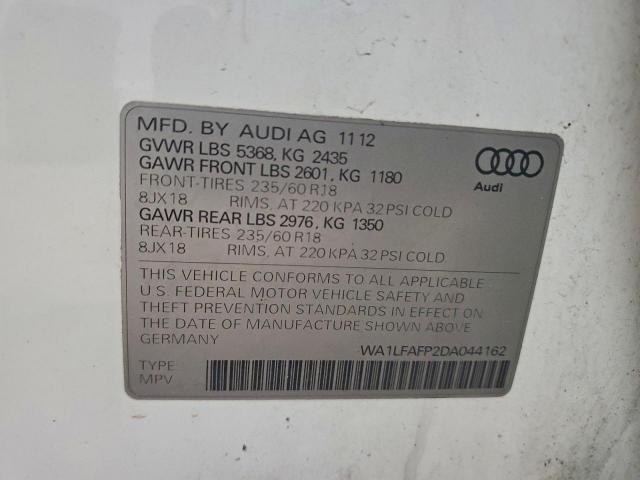 MFD. BY AUDI AG 11 12
GVWR LBS 5368, KG 2435
GAWR FRONT LBS 2601, KG 1180
FRONT-TIRES 235/60 R18
8JX18 RIMS, AT 220 KPA 32 PSI COLD
GAWR REAR LBS 2976, KG 1350
REAR-TIRES 235/60 R18
8JX18 RIMS, AT 220 KPA 32 PSI COLD
Audi
THIS VEHICLE CONFORMS TO ALL APPLICABLE
U.S. FEDERAL MOTOR VEHICLE SAFETY AND
THEFT PREVENTION STANDARDS IN EFFECT ON
THE DATE OF MANUFACTURE SHOWN ABOVE
GERMANY
WA1LFAFP2DA044162
TYPE:
MPV